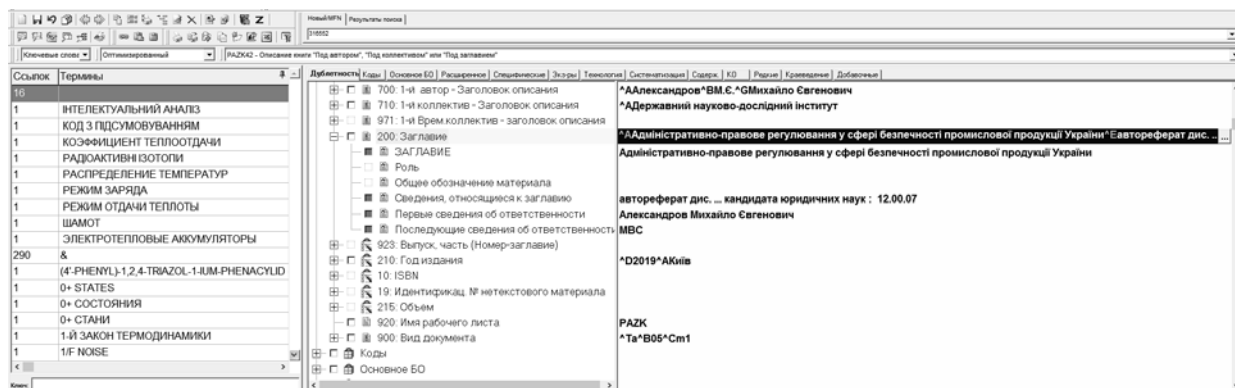 Новый MFN Результаты поиска
316552
Ключевые слова Оптимизированный PAZK42 - Описание книги "Под автором", "Под коллективом" или "Под заглавием"
Ссылок Термины
16
1 ІНТЕЛЕКТУАЛЬНИЙ АНАЛІЗ
1 КОД З ПІДСУМОВУВАННЯМ
1 КОЭФФИЦИЕНТ ТЕПЛООТДАЧИ
1 РАДІОАКТИВНІ ІЗОТОПИ
1 РАСПРЕДЕЛЕНИЕ ТЕМПЕРАТУР
1 РЕЖИМ ЗАРЯДА
1 РЕЖИМ ОТДАЧИ ТЕПЛОТЫ
1 ШАМОТ
1 ЭЛЕКТРОТЕПЛОВЫЕ АККУМУЛЯТОРЫ
290 &
1 (4'-PHENYL)-1,2,4-TRIAZOL-1-IUM-PHENACYLID
1 0+ STATES
1 0+ СОСТОЯНИЯ
1 0+ СТАНИ
1 1-Й ЗАКОН ТЕРМОДИНАМИКИ
1 1/F NOISE
Ключ:
Дублетность Коды Основное БО Расширенное Специфические Экз-ры Технология Систематизация Содерж. КО Редкие Краеведение Добавочные
700: 1-й автор - Заголовок описания ^AАлександров^BМ.Є.^GМихайло Євгенович
710: 1-й коллектив - Заголовок описания ^AДержавний науково-дослідний інститут
971: 1-й Врем.коллектив - заголовок описания
200: Заглавие ^AАдміністративно-правове регулювання у сфері безпечності промислової продукції України^Eавтореферат дис. ...
ЗАГЛАВИЕ Адміністративно-правове регулювання у сфері безпечності промислової продукції України
Роль
Общее обозначение материала
Сведения, относящиеся к заглавию автореферат дис. ... кандидата юридичних наук : 12.00.07
Первые сведения об ответственности Александров Михайло Євгенович
Последующие сведения об ответственность МВС
923: Выпуск, часть (Номер-заглавие)
210: Год издания ^D2019^AКиїв
10: ISBN
19: Идентификац. № нетекстового материала
215: Объем
920: Имя рабочего листа PAZK
900: Вид документа ^Ta^B05^Cm1
Коды
Основное БО